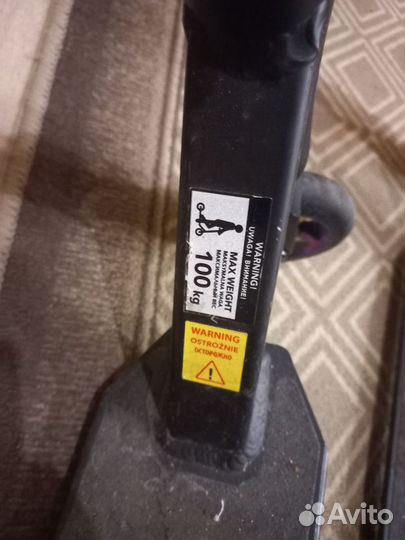 WARNING!
UWAGA! ВНИМАНИЕ!
MAX WEIGHT
MAKSYMALNA WAGA
МАКСИМАЛЬНЫЙ ВЕС
100 kg
WARNING
OSTROŻNIE
ОСТОРОЖНО
Avito